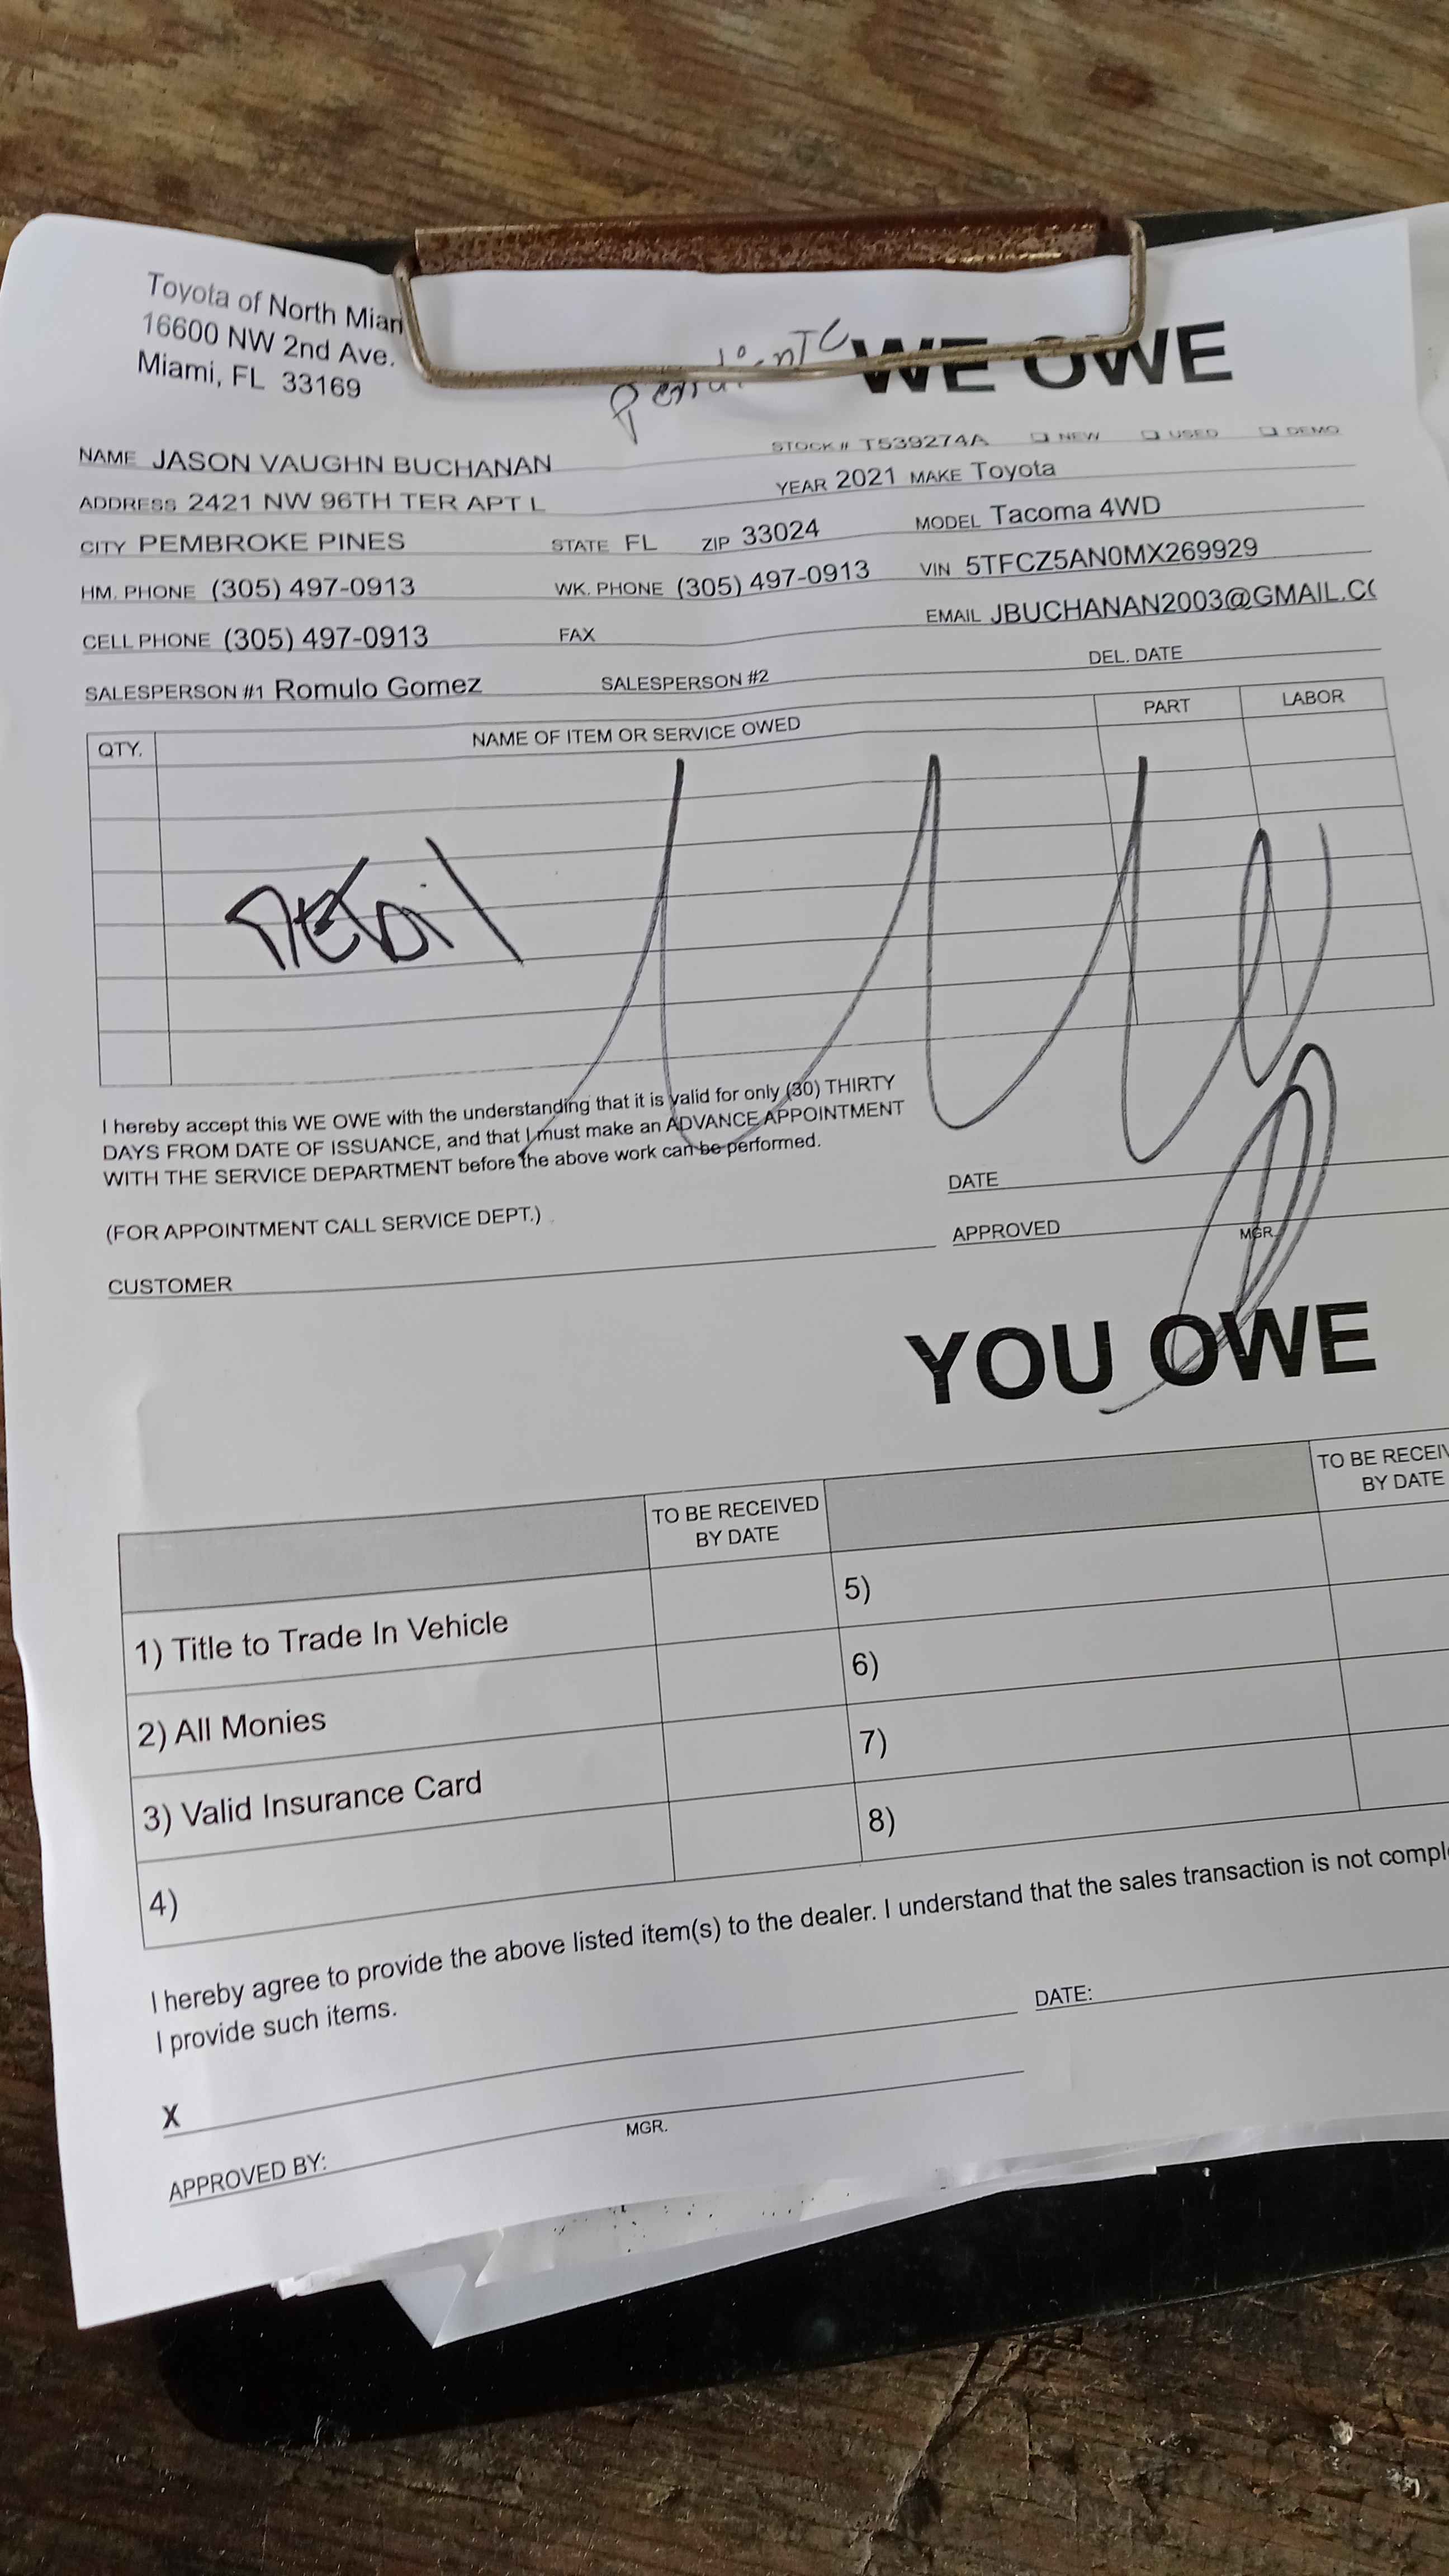 Toyota of North Miam
16600 NW 2nd Ave.
Miami, FL 33169
Pendiente
WE OWE
STOCK # T539274A NEW USED DEMO
NAME JASON VAUGHN BUCHANAN
YEAR 2021 MAKE Toyota
ADDRESS 2421 NW 96TH TER APT L
MODEL Tacoma 4WD
CITY PEMBROKE PINES STATE FL ZIP 33024
VIN 5TFCZ5AN0MX269929
HM. PHONE (305) 497-0913 WK. PHONE (305) 497-0913
EMAIL JBUCHANAN2003@GMAIL.CO
CELL PHONE (305) 497-0913 FAX
DEL. DATE
SALESPERSON #1 Romulo Gomez SALESPERSON #2
QTY. NAME OF ITEM OR SERVICE OWED PART LABOR
DETAil
I hereby accept this WE OWE with the understanding that it is valid for only (30) THIRTY
DAYS FROM DATE OF ISSUANCE, and that I must make an ADVANCE APPOINTMENT
WITH THE SERVICE DEPARTMENT before the above work can be performed.
DATE
(FOR APPOINTMENT CALL SERVICE DEPT.)
APPROVED MGR.
CUSTOMER
YOU OWE
TO BE RECEIVED
BY DATE
TO BE RECEIV
BY DATE
1) Title to Trade In Vehicle
5)
2) All Monies
6)
3) Valid Insurance Card
7)
4)
8)
I hereby agree to provide the above listed item(s) to the dealer. I understand that the sales transaction is not compl
I provide such items.
DATE:
X
APPROVED BY: MGR.